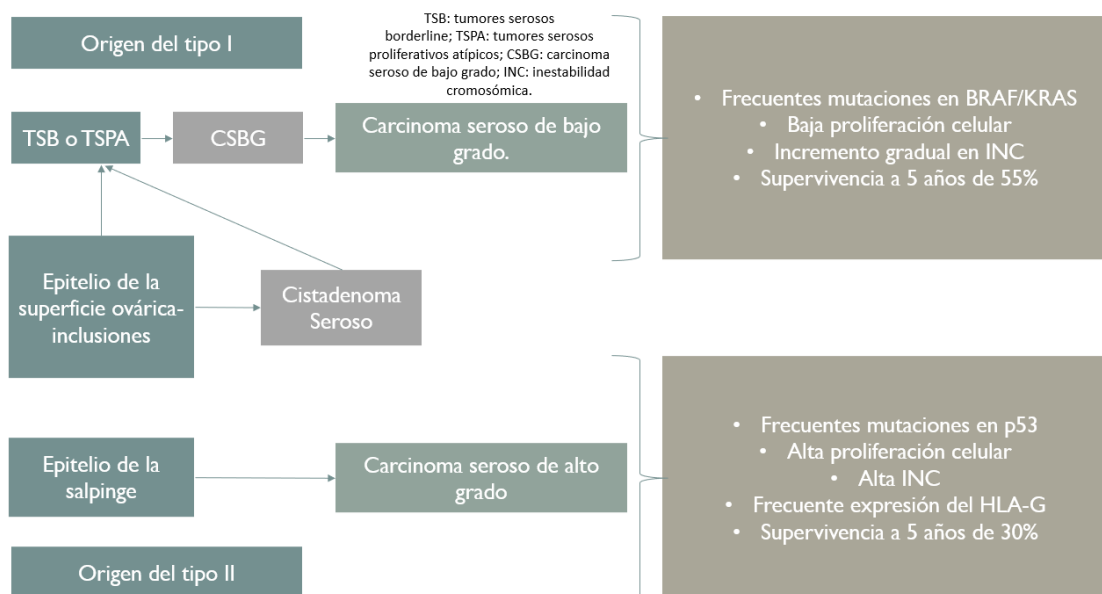 Origen del tipo I
TSB: tumores serosos
borderline; TSPA: tumores serosos
proliferativos atípicos; CSBG: carcinoma
seroso de bajo grado; INC: inestabilidad
cromosómica.
TSB o TSPA
CSBG
Carcinoma seroso de bajo
grado.
• Frecuentes mutaciones en BRAF/KRAS
• Baja proliferación celular
• Incremento gradual en INC
• Supervivencia a 5 años de 55%
Epitelio de la
superficie ovárica-
inclusiones
Cistadenoma
Seroso
Epitelio de la
salpinge
Carcinoma seroso de alto
grado
• Frecuentes mutaciones en p53
• Alta proliferación celular
• Alta INC
• Frecuente expresión del HLA-G
• Supervivencia a 5 años de 30%
Origen del tipo II